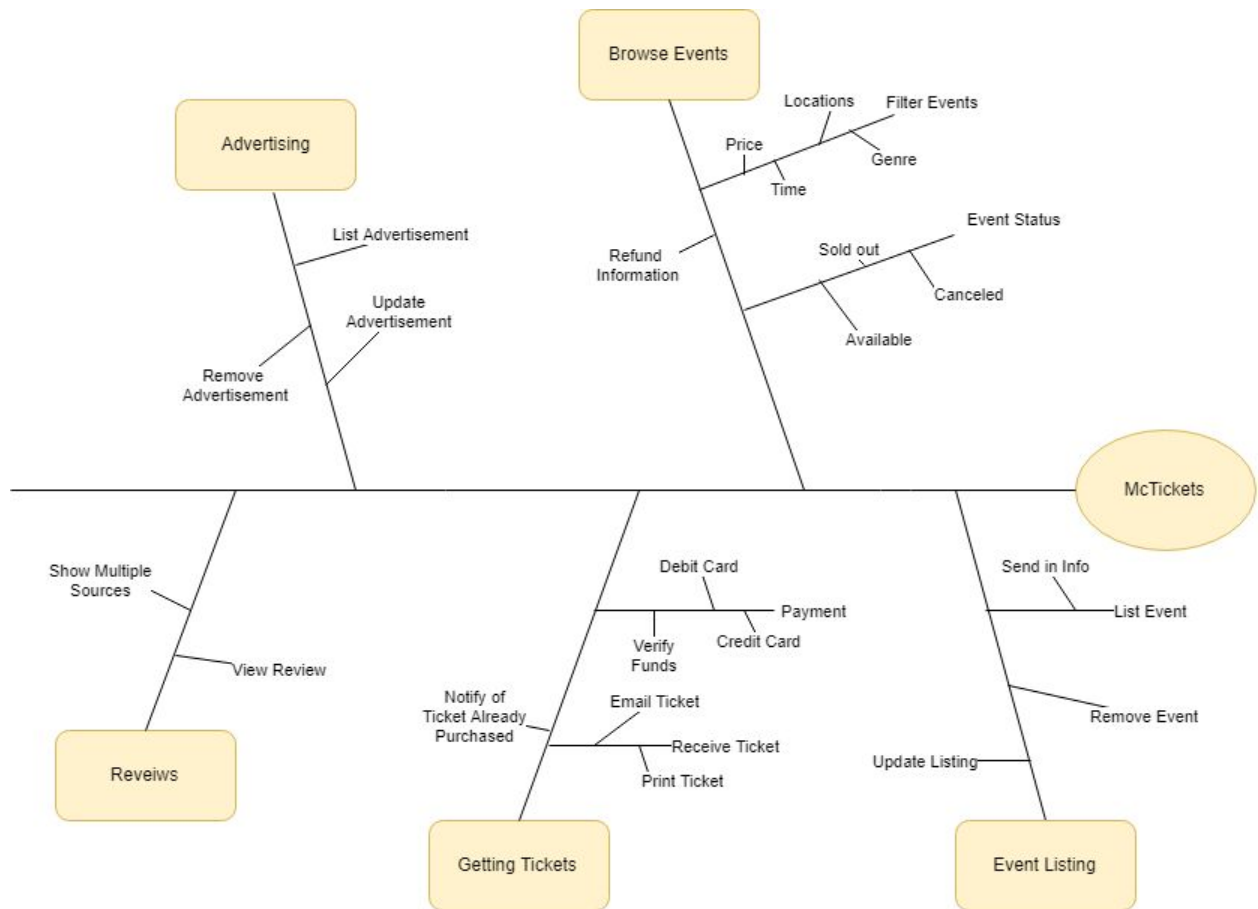 Browse Events
Advertising
Locations
Filter Events
Price
Genre
Time
List Advertisement
Event Status
Refund
Information
Sold out
Canceled
Update
Advertisement
Available
Remove
Advertisement
McTickets
Show Multiple
Sources
Debit Card
Send in Info
Payment
List Event
Verify
Funds
Credit Card
View Review
Notify of
Ticket Already
Purchased
Email Ticket
Remove Event
Receive Ticket
Update Listing
Print Ticket
Reveiws
Getting Tickets
Event Listing